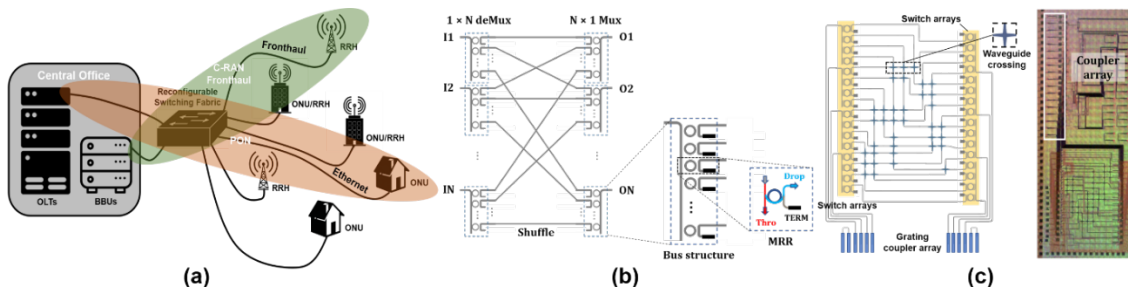 Central Office
OLTs
BBUs
Reconfigurable
Switching Fabric
Fronthaul
C-RAN
Fronthaul
RRH
ONU/RRH
ONU/RRH
PON
Ethernet
RRH
ONU
ONU
(a)
1 × N deMux
N × 1 Mux
I1
O1
I2
O2
IN
ON
Shuffle
Bus structure
Drop
Thro
TERM
MRR
(b)
Switch arrays
Waveguide
crossing
Switch arrays
Grating
coupler array
Coupler
array
(c)